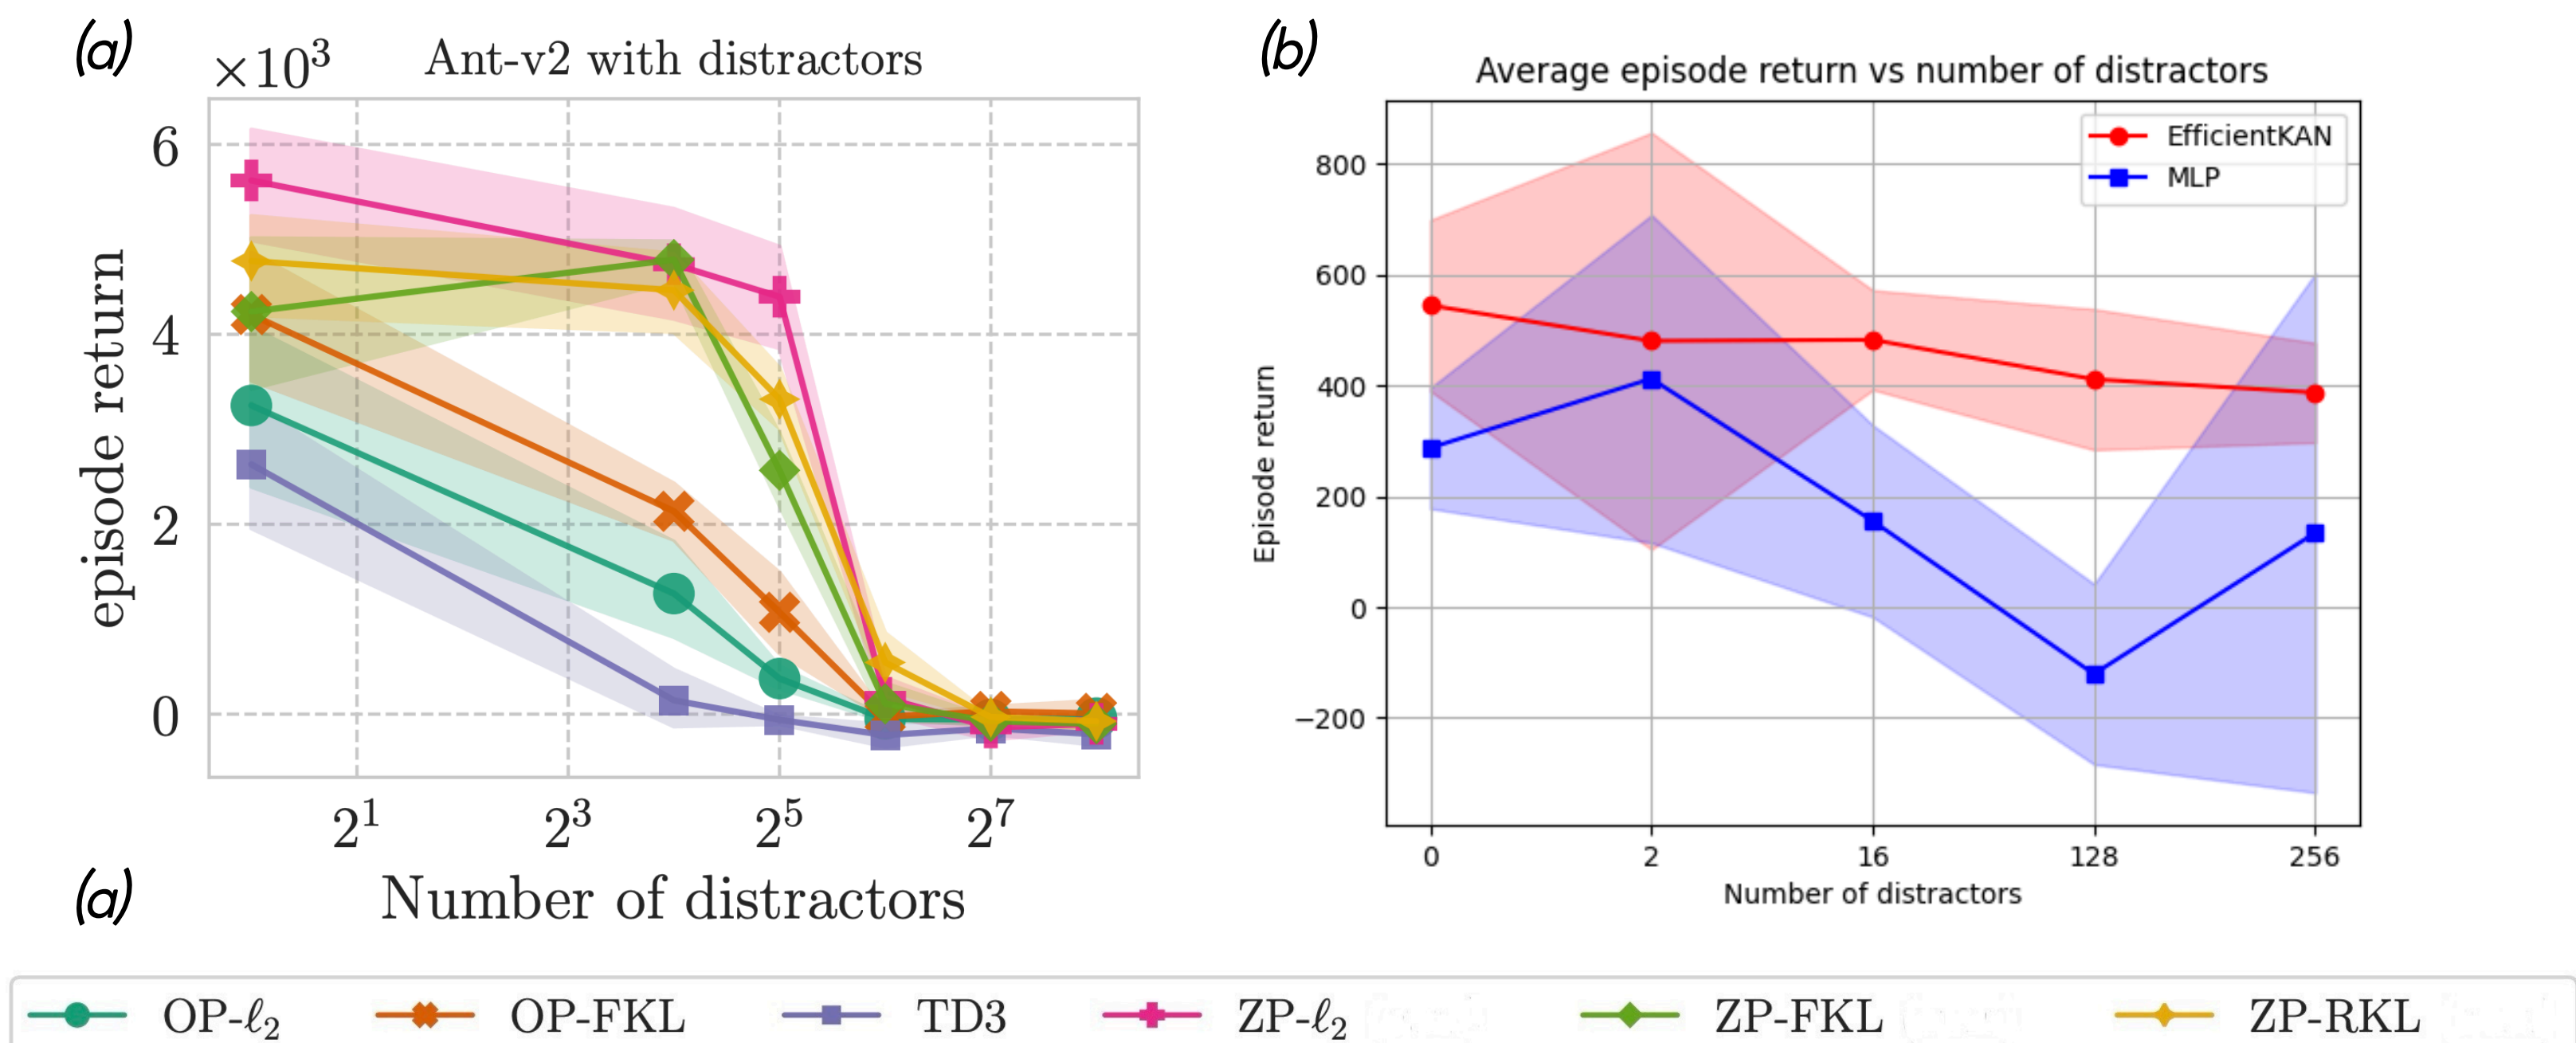 (a)
×10³
Ant-v2 with distractors
6
4
2
0
episode return
2¹ 2³ 2⁵ 2⁷
Number of distractors
(b)
Average episode return vs number of distractors
EfficientKAN
MLP
800
600
400
200
0
−200
Episode return
0 2 16 128 256
Number of distractors
(a)
OP-ℓ₂ OP-FKL TD3 ZP-ℓ₂ ZP-FKL ZP-RKL